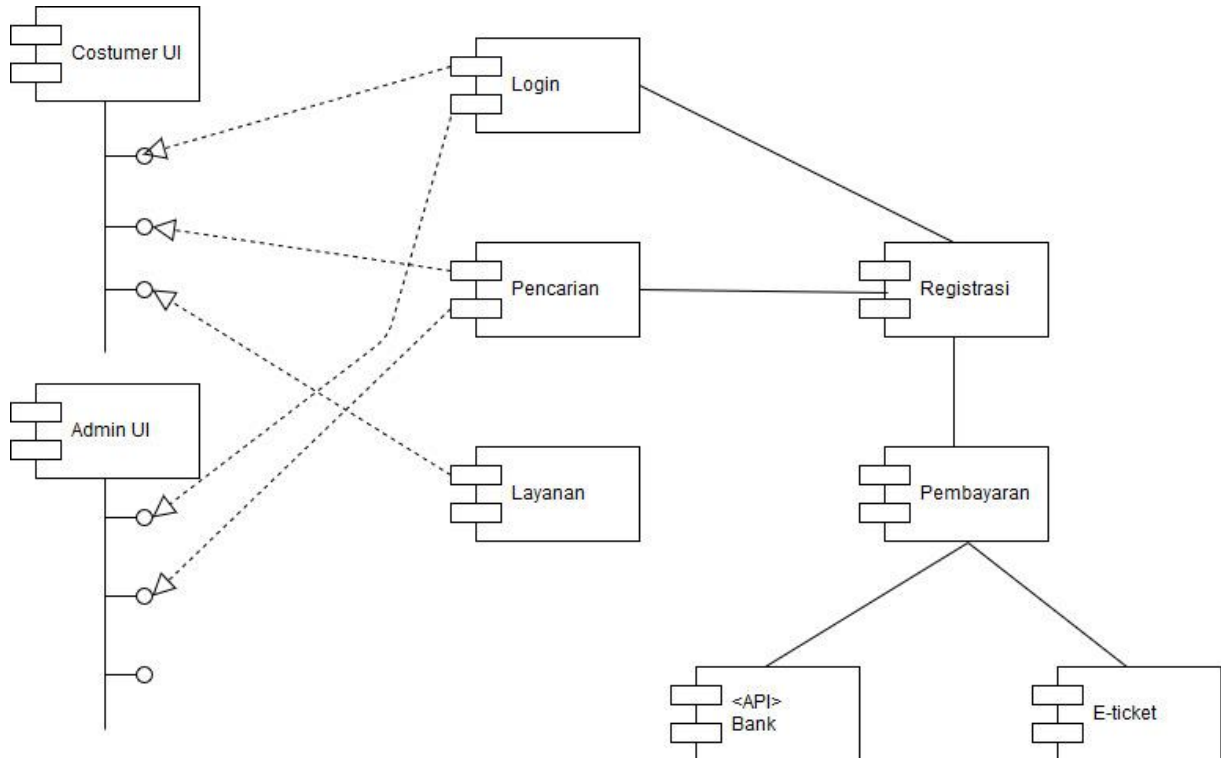 Costumer UI
Login
Pencarian
Registrasi
Admin UI
Layanan
Pembayaran
<API>
Bank
E-ticket